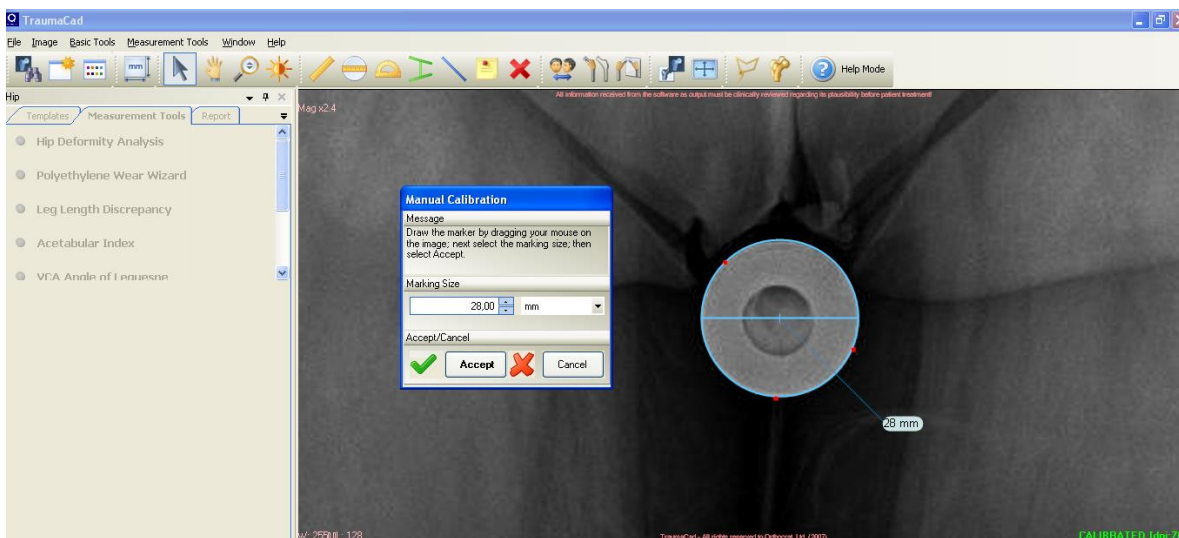 TraumaCad
File Image Basic Tools Measurement Tools Window Help
mm
Help Mode
Hip
Templates Measurement Tools Report
Hip Deformity Analysis
Polyethylene Wear Wizard
Leg Length Discrepancy
Acetabular Index
VCA Angle of Lequesne
All information received from the software as output must be clinically reviewed regarding its plausibility before patient treatment!
Mag x2.4
Manual Calibration
Message
Draw the marker by dragging your mouse on
the image; next select the marking size; then
select Accept.
Marking Size
28,00 mm
Accept/Cancel
Accept Cancel
28 mm
TraumaCad - All rights reserved to Orthocrat, Ltd. (2007)
CALIBRATED